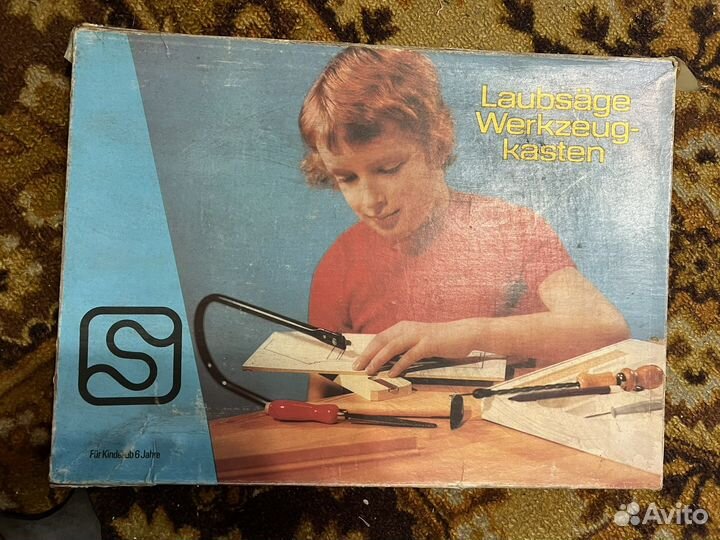 Laubsäge
Werkzeug-
kasten
S
Für Kinder ab 6 Jahre
Avito